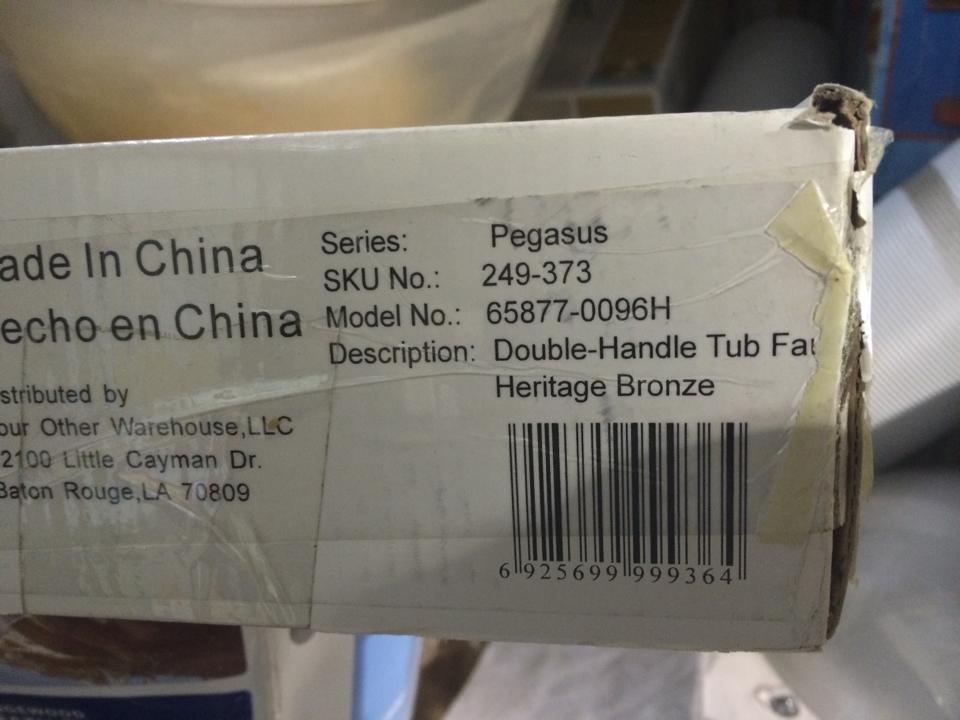 ade In China
echo en China
stributed by
our Other Warehouse,LLC
2100 Little Cayman Dr.
Baton Rouge,LA 70809
Series: Pegasus
SKU No.: 249-373
Model No.: 65877-0096H
Description: Double-Handle Tub Fau
Heritage Bronze
6 925699 999364